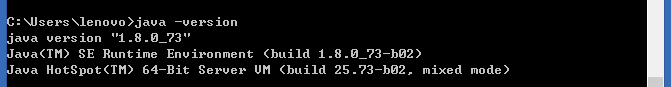 C:\Users\lenovo>java -version
java version "1.8.0_73"
Java(TM) SE Runtime Environment (build 1.8.0_73-b02)
Java HotSpot(TM) 64-Bit Server VM (build 25.73-b02, mixed mode)